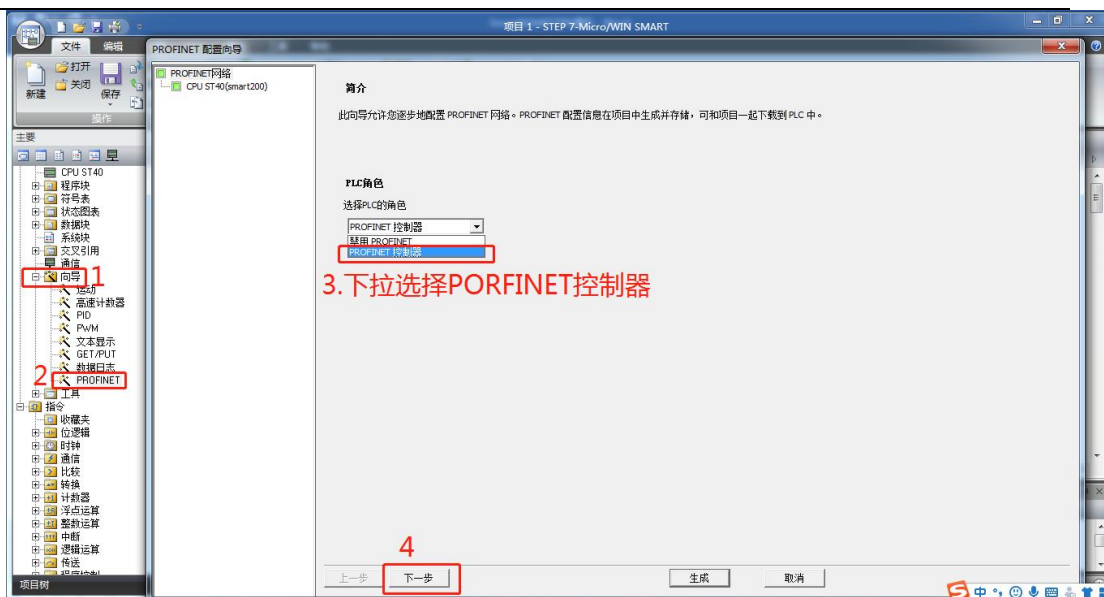 项目 1 - STEP 7-Micro/WIN SMART
文件 编辑
PROFINET 配置向导
新建
打开
关闭
保存
操作
主要
CPU ST40
程序块
符号表
状态图表
数据块
系统块
交叉引用
通信
向导
1
运动
高速计数器
PID
PWM
文本显示
GET/PUT
数据日志
2
PROFINET
工具
指令
收藏夹
位逻辑
时钟
通信
比较
转换
计数器
浮点运算
整数运算
中断
逻辑运算
传送
项目树
PROFINET网络
CPU ST40(smart200)
简介
此向导允许您逐步地配置 PROFINET 网络。PROFINET 配置信息在项目中生成并存储，可和项目一起下载到 PLC 中。
PLC角色
选择PLC的角色
PROFINET 控制器
禁用 PROFINET
PROFINET 控制器
3.下拉选择PORFINET控制器
4
上一步 下一步 生成 取消
中